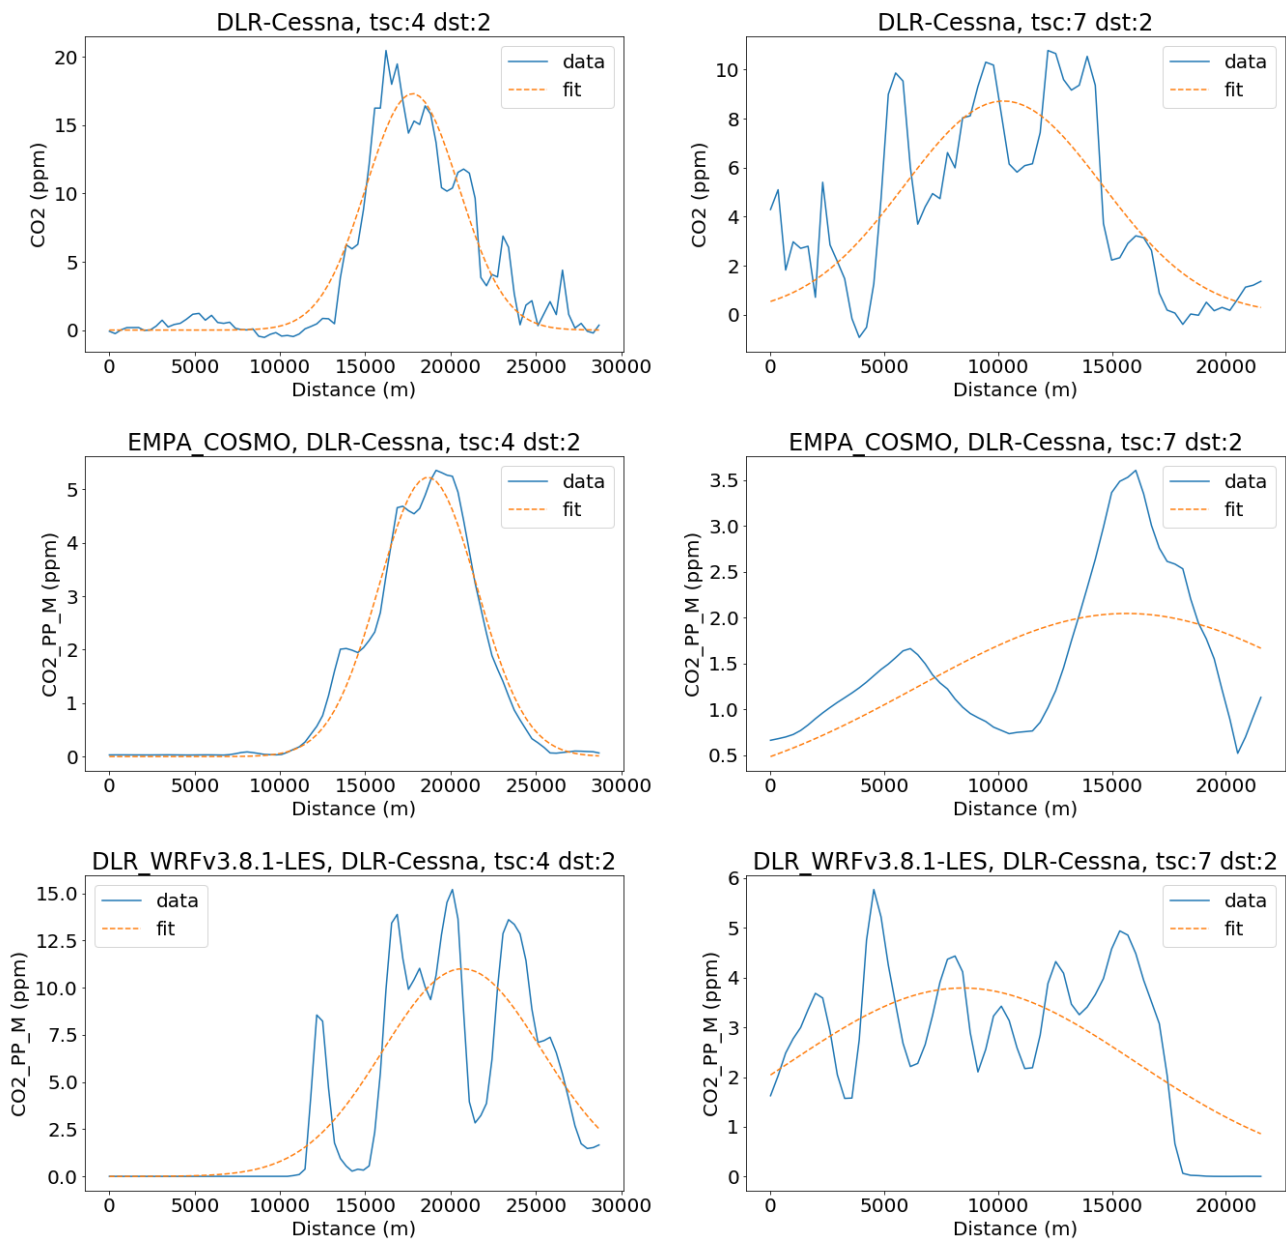 DLR-Cessna, tsc:4 dst:2
20
15
10
5
0
CO2 (ppm)
data
fit
0 5000 10000 15000 20000 25000 30000
Distance (m)
DLR-Cessna, tsc:7 dst:2
10
8
6
4
2
0
CO2 (ppm)
data
fit
0 5000 10000 15000 20000
Distance (m)
EMPA_COSMO, DLR-Cessna, tsc:4 dst:2
5
4
3
2
1
0
CO2_PP_M (ppm)
data
fit
0 5000 10000 15000 20000 25000 30000
Distance (m)
EMPA_COSMO, DLR-Cessna, tsc:7 dst:2
3.5
3.0
2.5
2.0
1.5
1.0
0.5
CO2_PP_M (ppm)
data
fit
0 5000 10000 15000 20000
Distance (m)
DLR_WRFv3.8.1-LES, DLR-Cessna, tsc:4 dst:2
15.0
12.5
10.0
7.5
5.0
2.5
0.0
CO2_PP_M (ppm)
data
fit
0 5000 10000 15000 20000 25000 30000
Distance (m)
DLR_WRFv3.8.1-LES, DLR-Cessna, tsc:7 dst:2
6
5
4
3
2
1
0
CO2_PP_M (ppm)
data
fit
0 5000 10000 15000 20000
Distance (m)